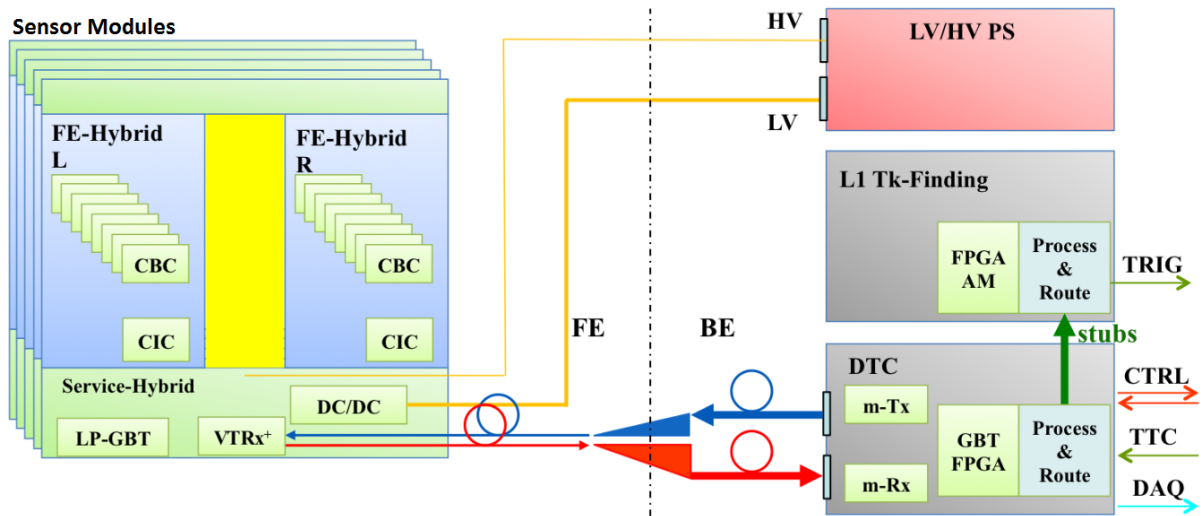 Sensor Modules
FE-Hybrid
L
FE-Hybrid
R
CBC
CBC
CIC
CIC
Service-Hybrid
DC/DC
LP-GBT
VTRx+
FE
BE
HV
LV
LV/HV PS
L1 Tk-Finding
FPGA
AM
Process
&
Route
TRIG
stubs
DTC
m-Tx
m-Rx
GBT
FPGA
Process
&
Route
CTRL
TTC
DAQ